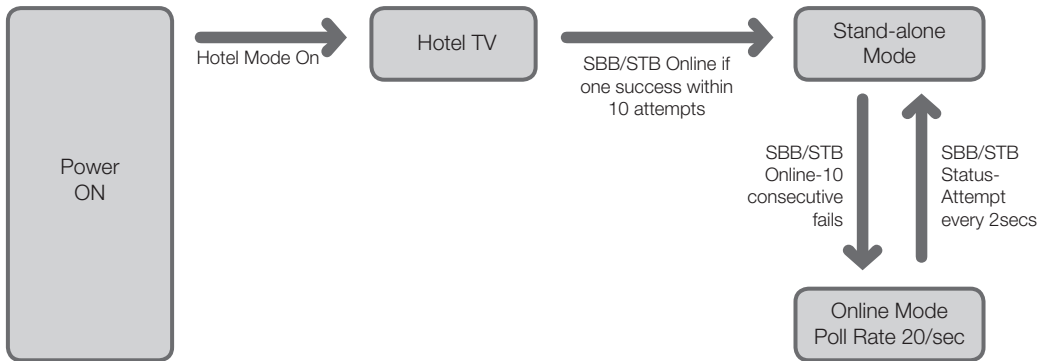 Power
ON
Hotel Mode On
Hotel TV
SBB/STB Online if
one success within
10 attempts
Stand-alone
Mode
SBB/STB
Online-10
consecutive
fails
SBB/STB
Status-
Attempt
every 2secs
Online Mode
Poll Rate 20/sec